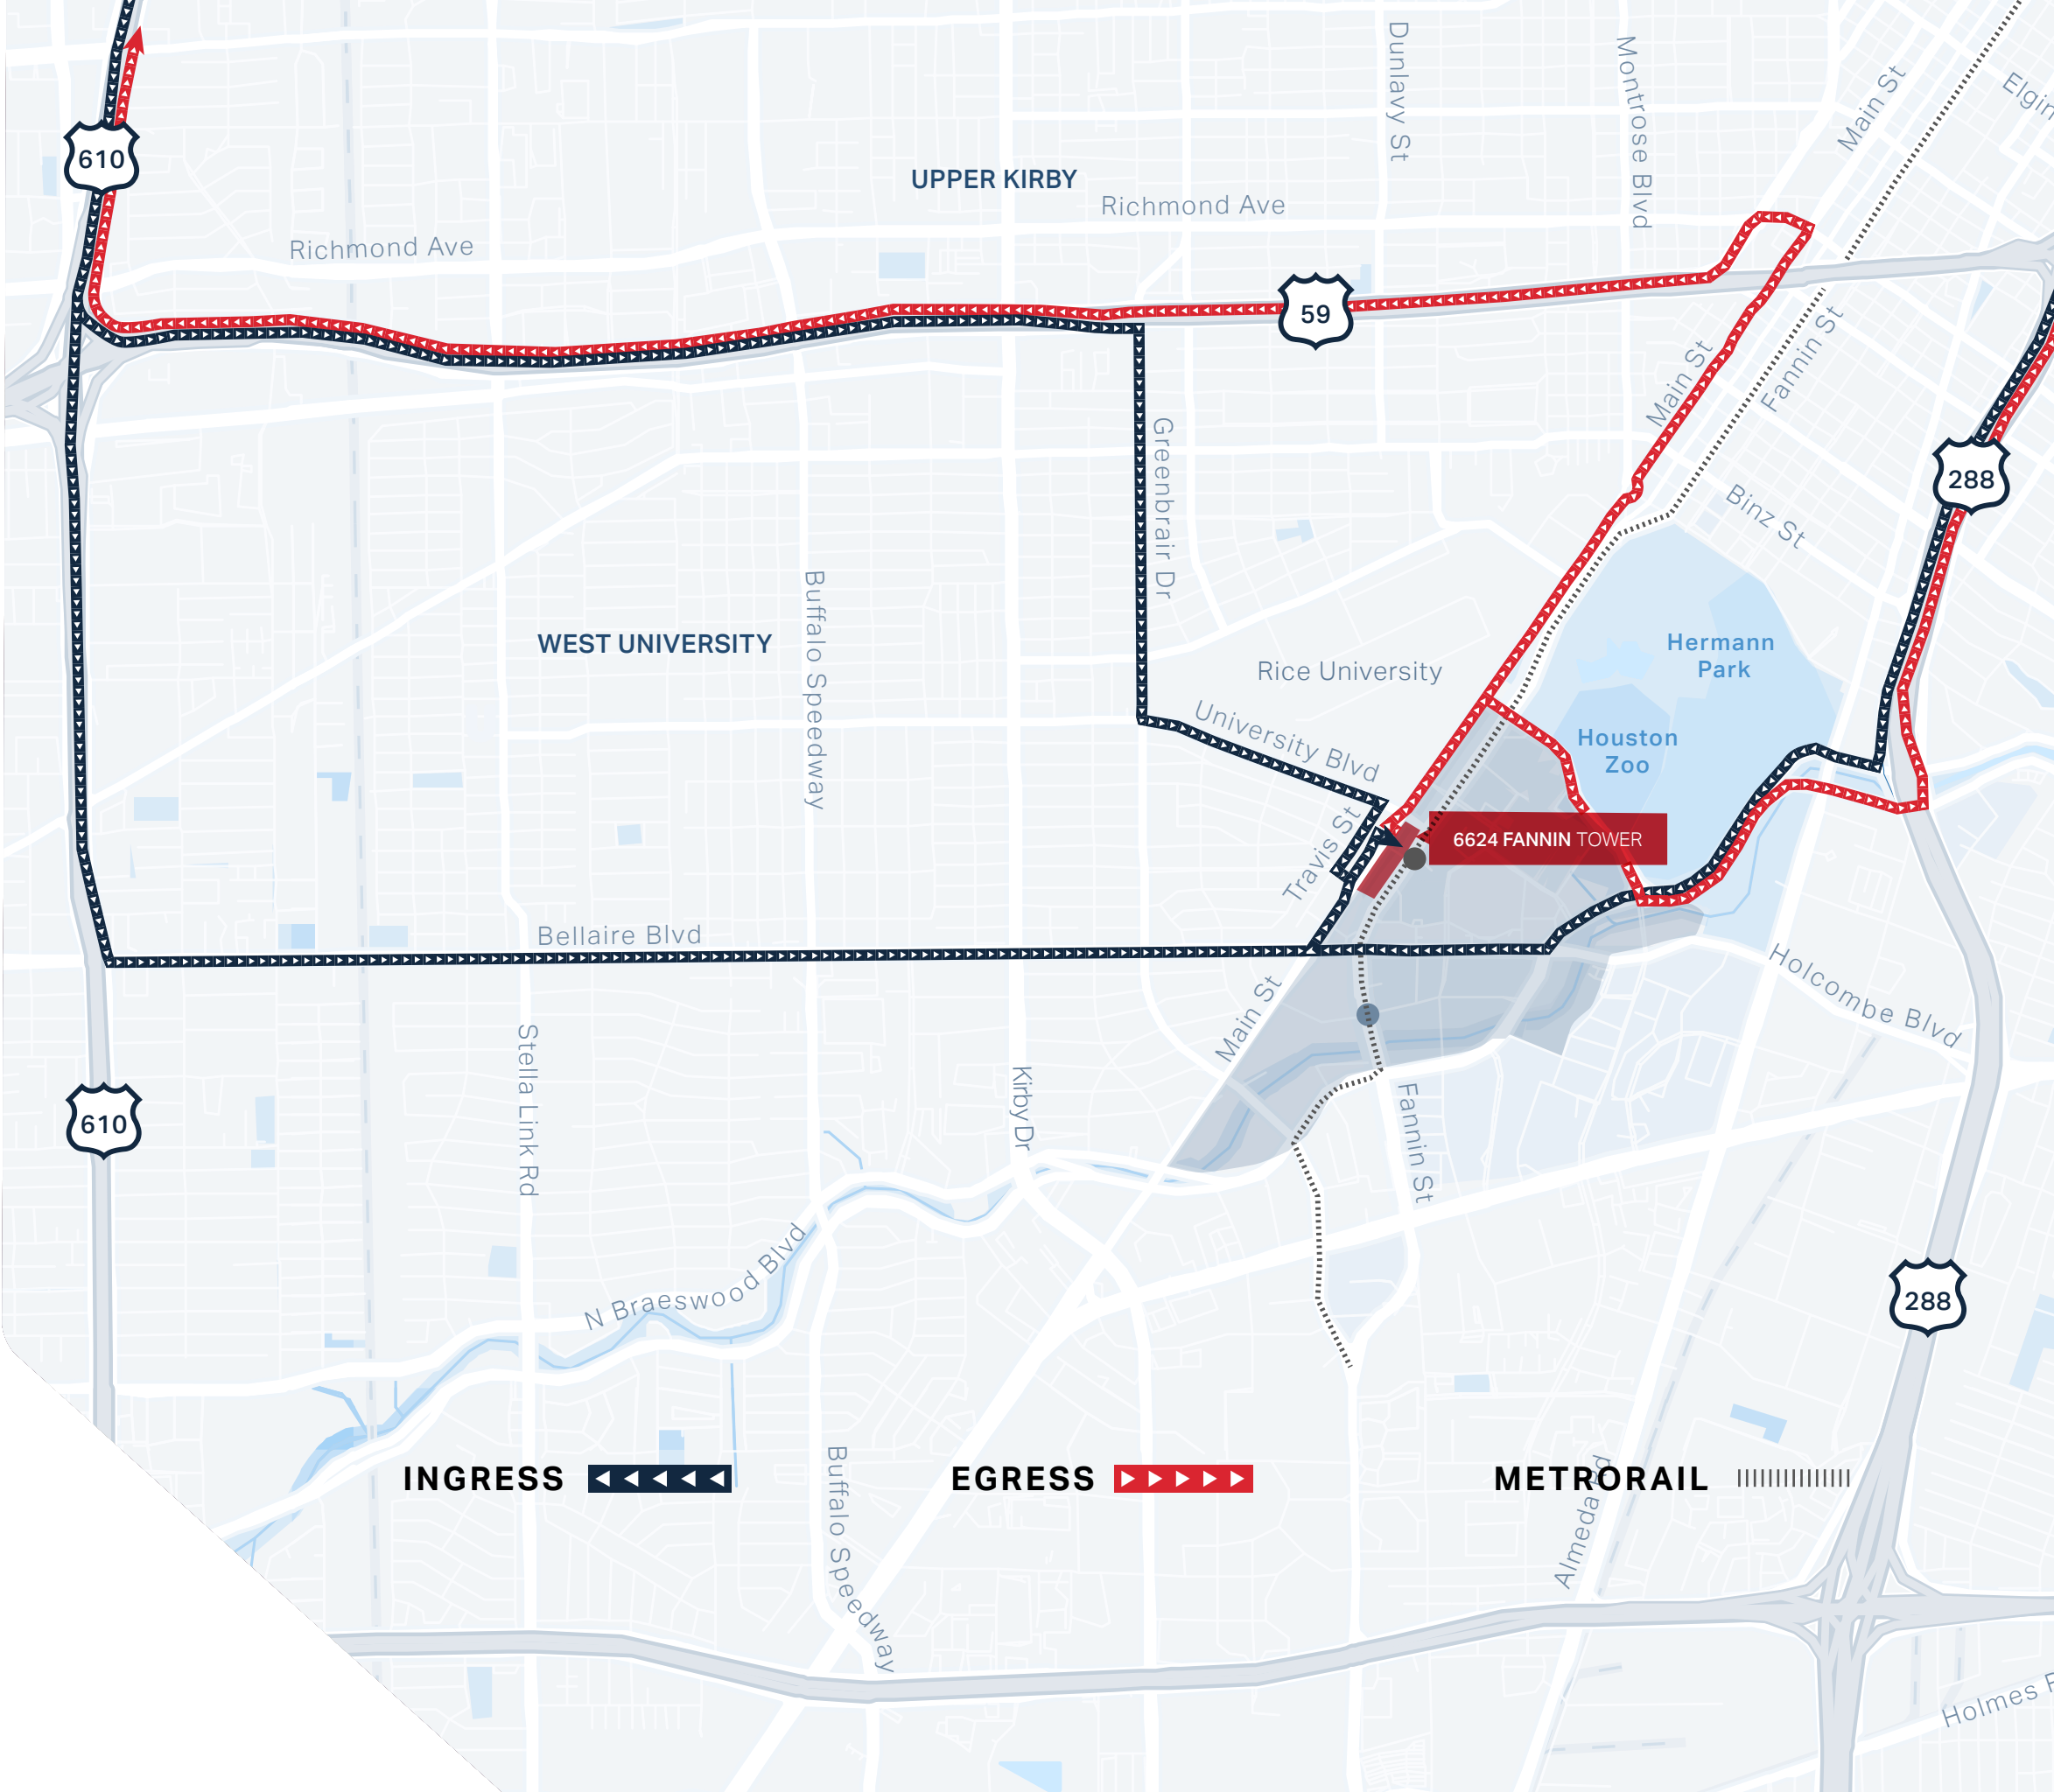 Dunlavy St
Montrose Blvd
Main St
Elgin
610
UPPER KIRBY
Richmond Ave
Richmond Ave
59
Main St
Fannin St
288
Greenbrair Dr
Binz St
Buffalo Speedway
WEST UNIVERSITY
Rice University
Hermann
Park
University Blvd
Houston
Zoo
Travis St
6624 FANNIN TOWER
Bellaire Blvd
Main St
Holcombe Blvd
610
Stella Link Rd
Kirby Dr
Fannin St
N Braeswood Blvd
288
Buffalo Speedway
INGRESS
EGRESS
METRORAIL
Almeda Rd
Holmes